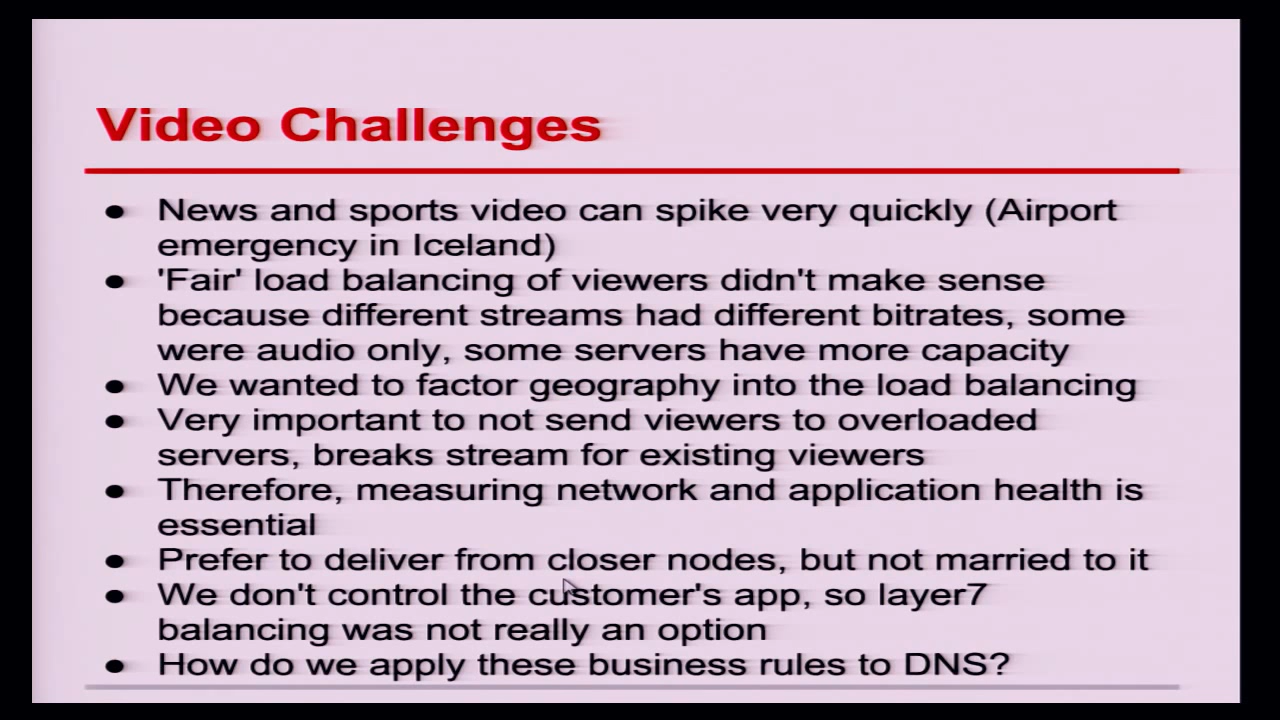 Video Challenges
● News and sports video can spike very quickly (Airport
emergency in Iceland)
● 'Fair' load balancing of viewers didn't make sense
because different streams had different bitrates, some
were audio only, some servers have more capacity
● We wanted to factor geography into the load balancing
● Very important to not send viewers to overloaded
servers, breaks stream for existing viewers
● Therefore, measuring network and application health is
essential
● Prefer to deliver from closer nodes, but not married to it
● We don't control the customer's app, so layer7
balancing was not really an option
● How do we apply these business rules to DNS?